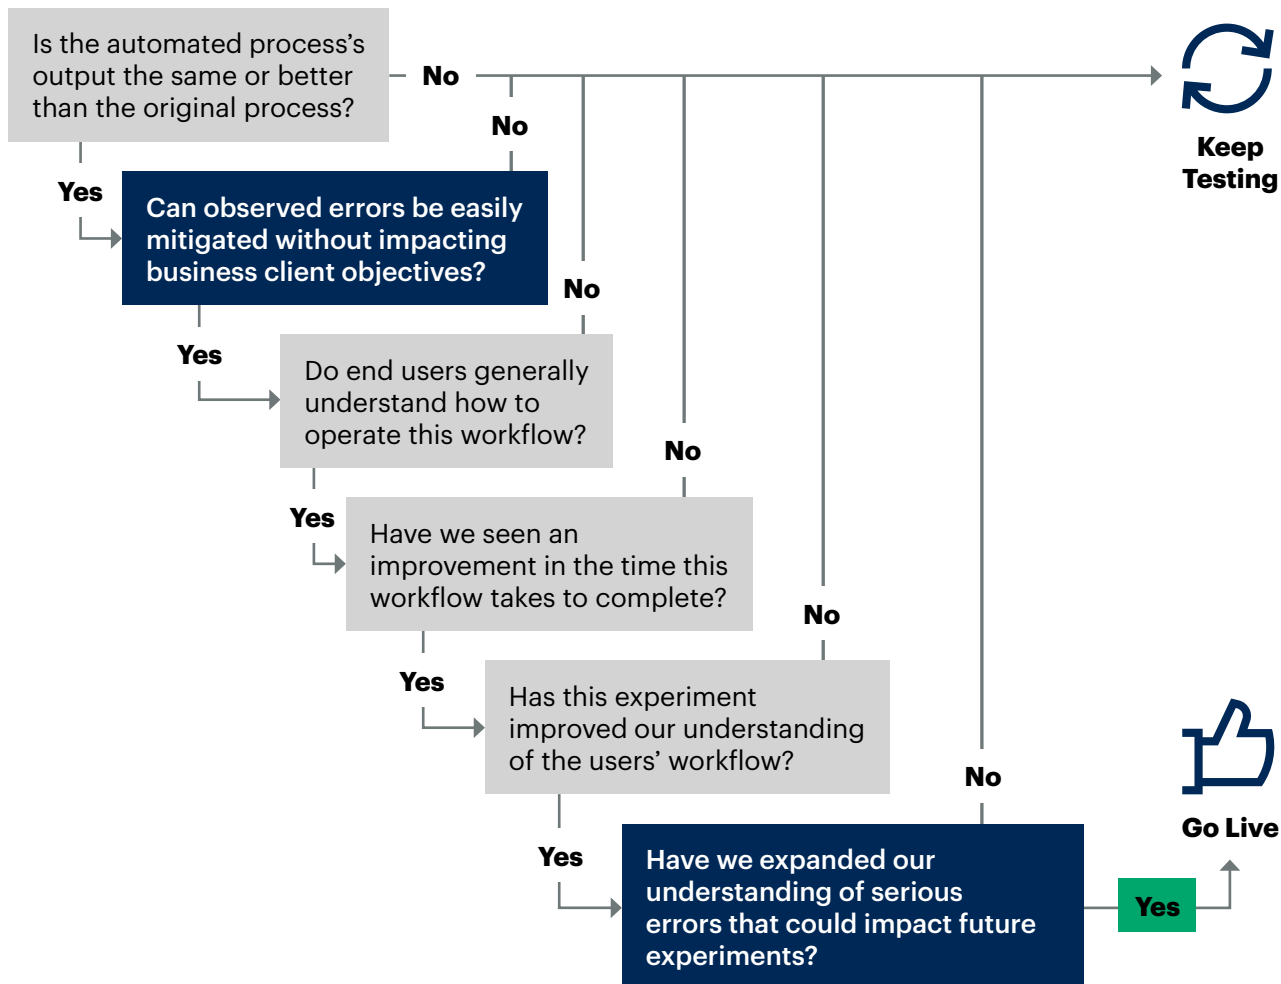 Is the automated process’s
output the same or better
than the original process?
No
Keep
Testing
No
Yes
Can observed errors be easily
mitigated without impacting
business client objectives?
No
Yes
Do end users generally
understand how to
operate this workflow?
No
Yes
Have we seen an
improvement in the time this
workflow takes to complete?
No
Yes
Has this experiment
improved our understanding
of the users’ workflow?
No
Yes
Have we expanded our
understanding of serious
errors that could impact future
experiments?
Yes
Go Live